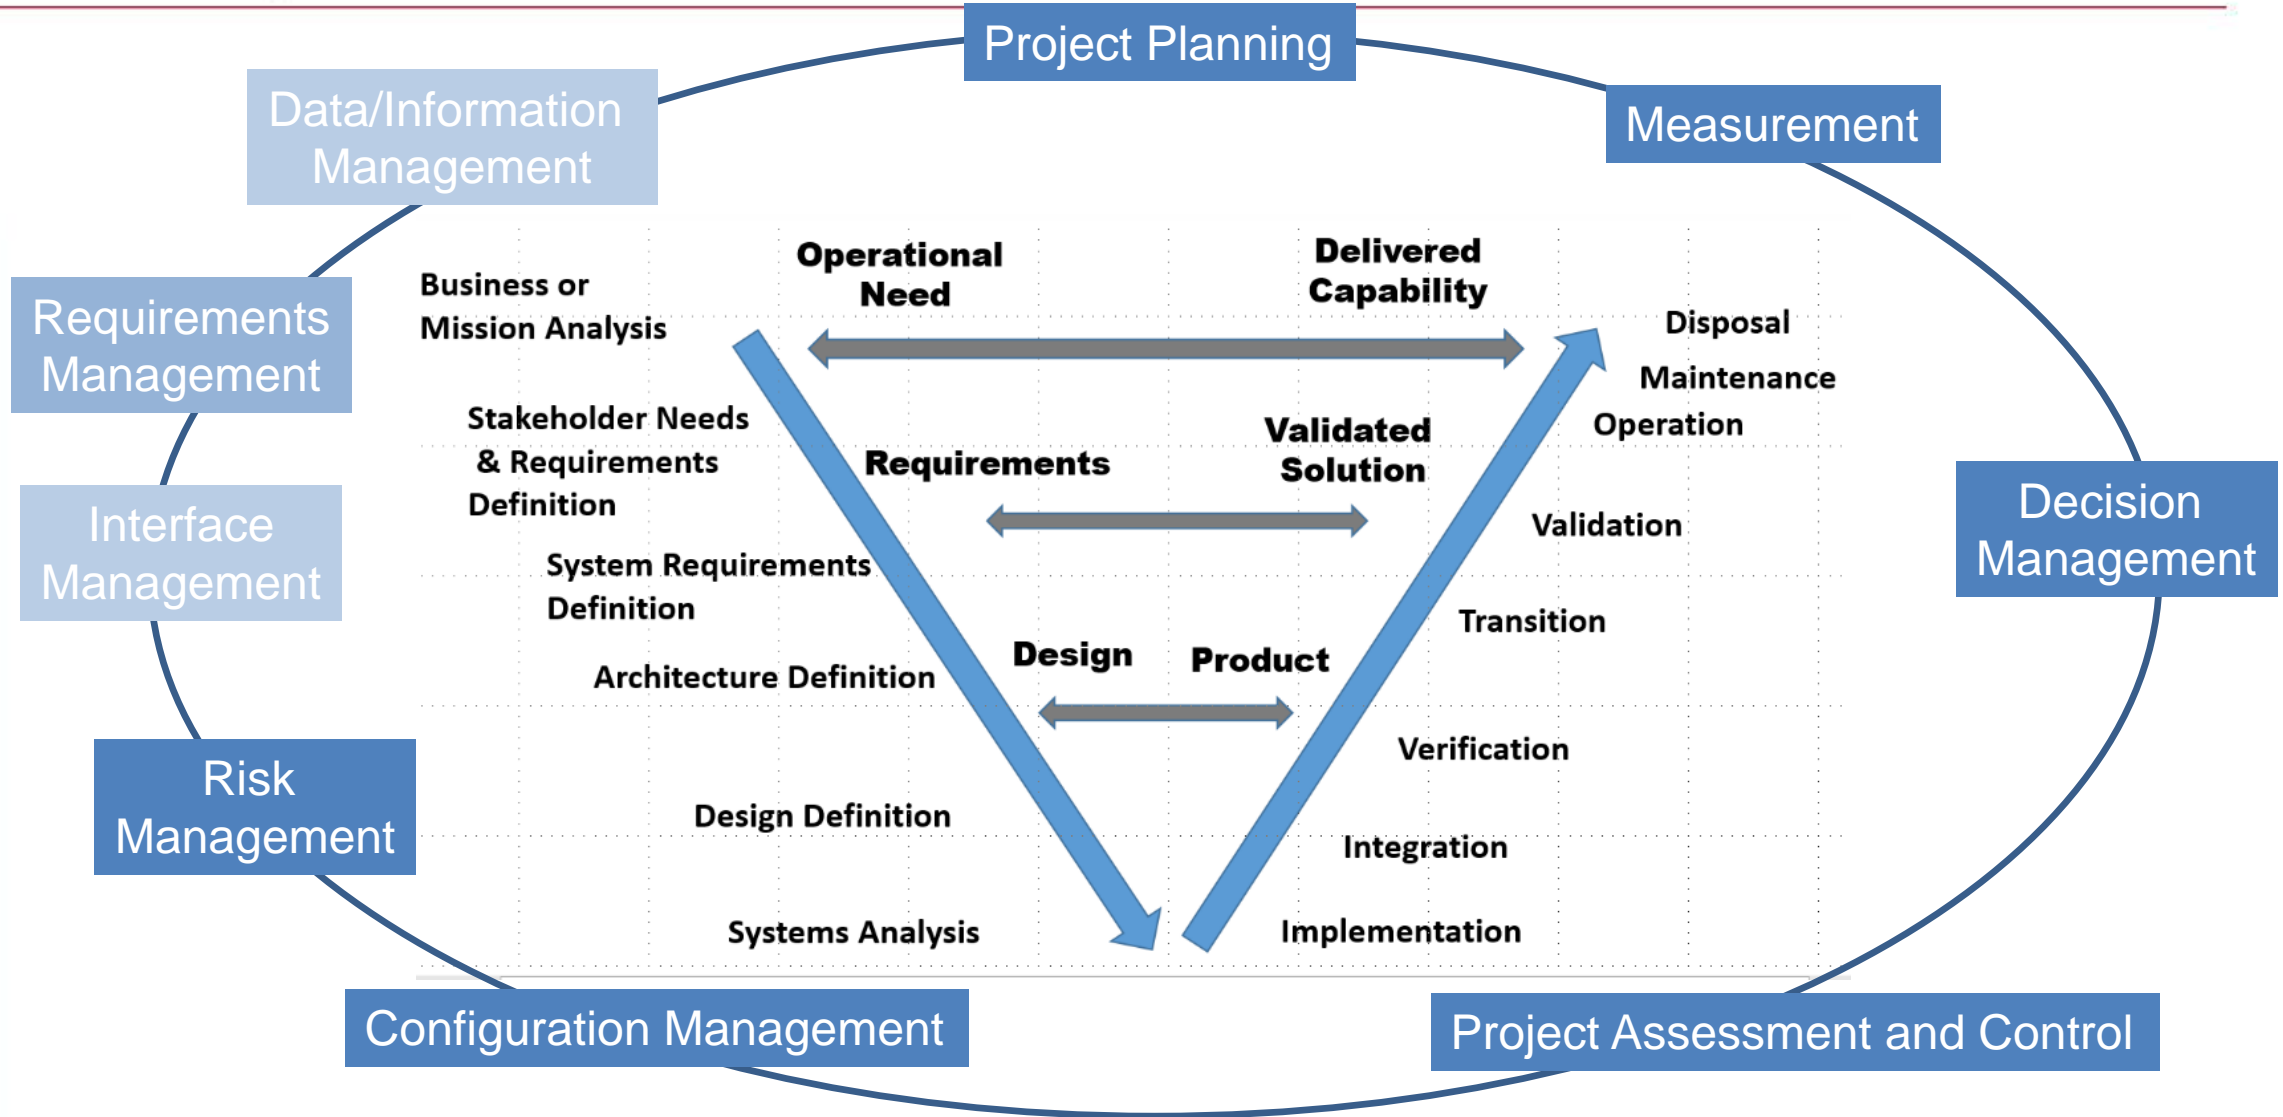 Project Planning
Data/Information
Management
Measurement
Requirements
Management
Interface
Management
Risk
Management
Configuration Management
Project Assessment and Control
Decision
Management
Business or
Mission Analysis
Stakeholder Needs
& Requirements
Definition
System Requirements
Definition
Architecture Definition
Design Definition
Systems Analysis
Operational
Need
Delivered
Capability
Requirements
Validated
Solution
Design
Product
Disposal
Maintenance
Operation
Validation
Transition
Verification
Integration
Implementation